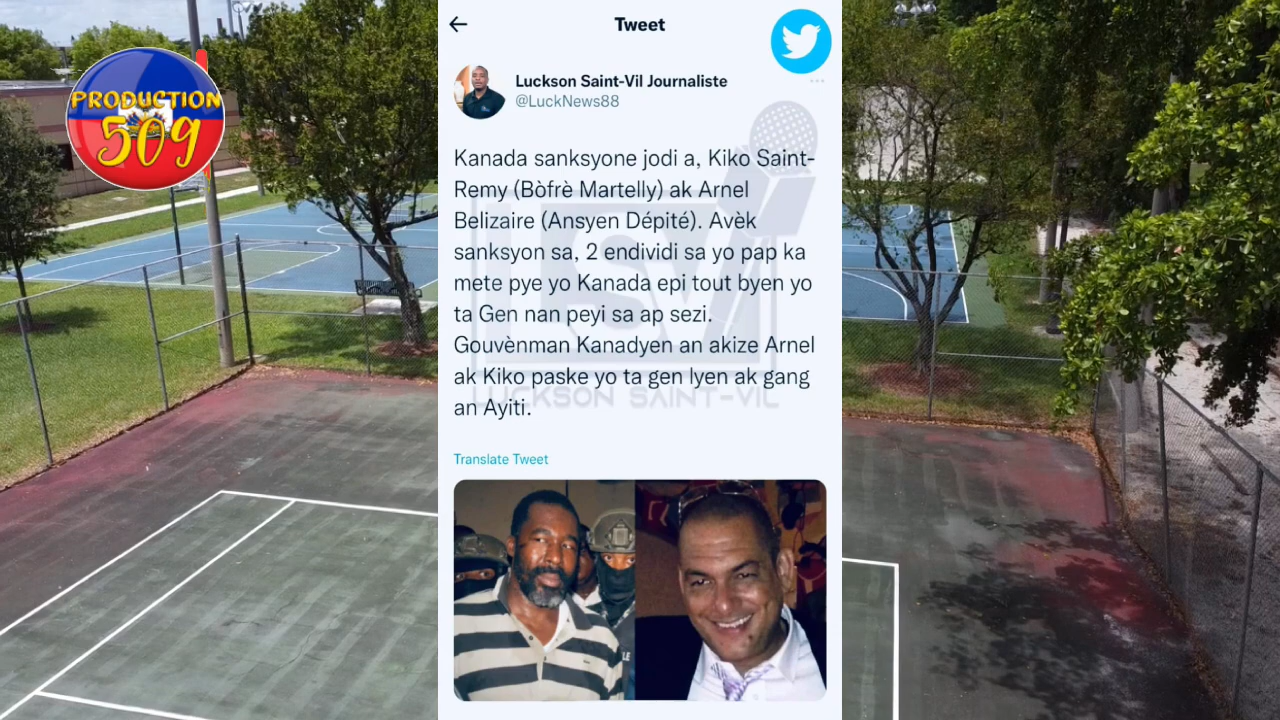 PRODUCTION
509
Tweet
Luckson Saint-Vil Journaliste
@LuckNews88
Kanada sanksyone jodi a, Kiko Saint-
Remy (Bòfrè Martelly) ak Arnel
Belizaire (Ansyen Dépité). Avèk
sanksyon sa, 2 endividi sa yo pap ka
mete pye yo Kanada epi tout byen yo
ta Gen nan peyi sa ap sezi.
Gouvènman Kanadyen an akize Arnel
ak Kiko paske yo ta gen lyen ak gang
an Ayiti.
LSV
LUCKSON SAINT-VIL
Translate Tweet